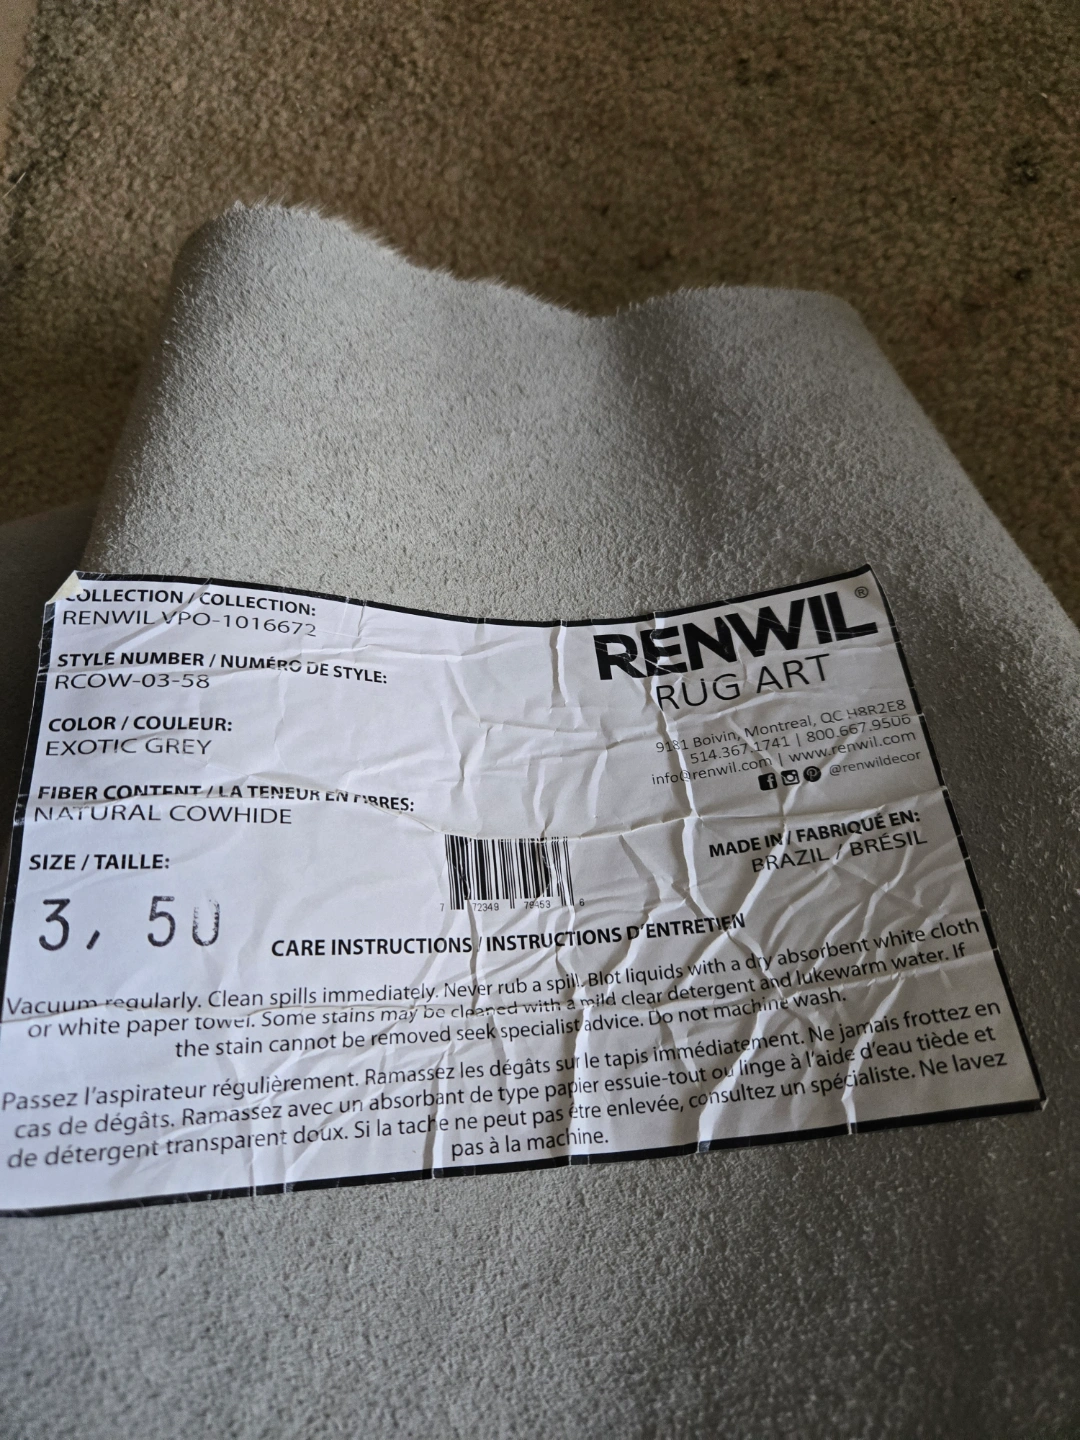 COLLECTION / COLLECTION:
RENWIL VPO-1016672
STYLE NUMBER / NUMÉRO DE STYLE:
RCOW-03-58
COLOR / COULEUR:
EXOTIC GREY
FIBER CONTENT / LA TENEUR EN FIBRES:
NATURAL COWHIDE
SIZE / TAILLE:
3, 50
RENWIL®
RUG ART
9181 Boivin, Montreal, QC H8R2E8
514.367.1741 | 800.667.9506
info@renwil.com | www.renwil.com
@renwildecor
MADE IN / FABRIQUÉ EN:
BRAZIL / BRÉSIL
7 72349 79453 6
CARE INSTRUCTIONS / INSTRUCTIONS D'ENTRETIEN
Vacuum regularly. Clean spills immediately. Never rub a spill. Blot liquids with a dry absorbent white cloth
or white paper towel. Some stains may be cleaned with a mild clear detergent and lukewarm water. If
the stain cannot be removed seek specialist advice. Do not machine wash.
Passez l'aspirateur régulièrement. Ramassez les dégâts sur le tapis immédiatement. Ne jamais frottez en
cas de dégâts. Ramassez avec un absorbant de type papier essuie-tout ou linge à l'aide d'eau tiède et
de détergent transparent doux. Si la tache ne peut pas être enlevée, consultez un spécialiste. Ne lavez
pas à la machine.